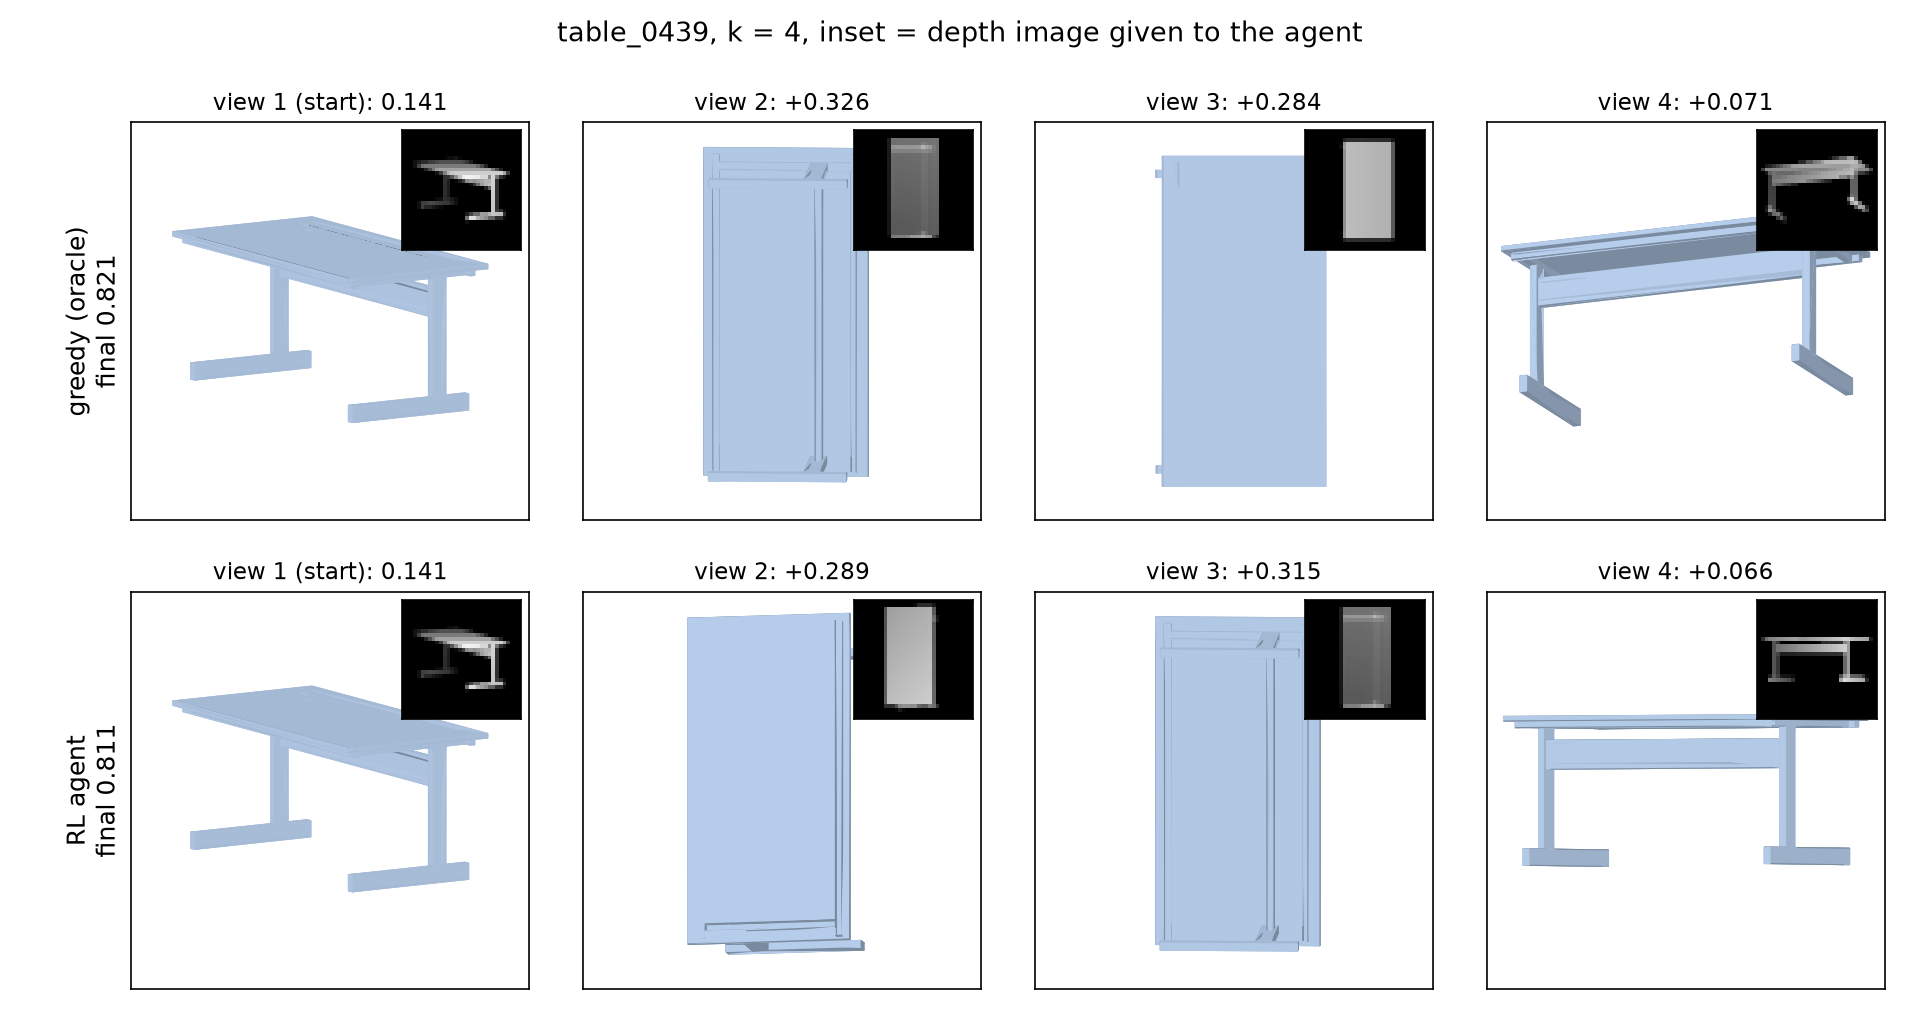 table_0439, k = 4, inset = depth image given to the agent
view 1 (start): 0.141
view 2: +0.326
view 3: +0.284
view 4: +0.071
greedy (oracle)
final 0.821
view 1 (start): 0.141
view 2: +0.289
view 3: +0.315
view 4: +0.066
RL agent
final 0.811